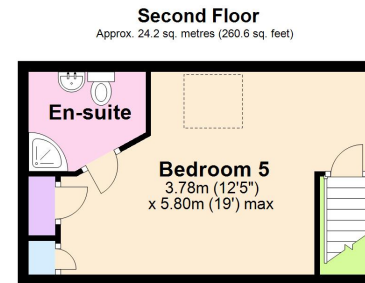 Second Floor
Approx. 24.2 sq. metres (260.6 sq. feet)
En-suite
Bedroom 5
3.78m (12'5")
x 5.80m (19') max